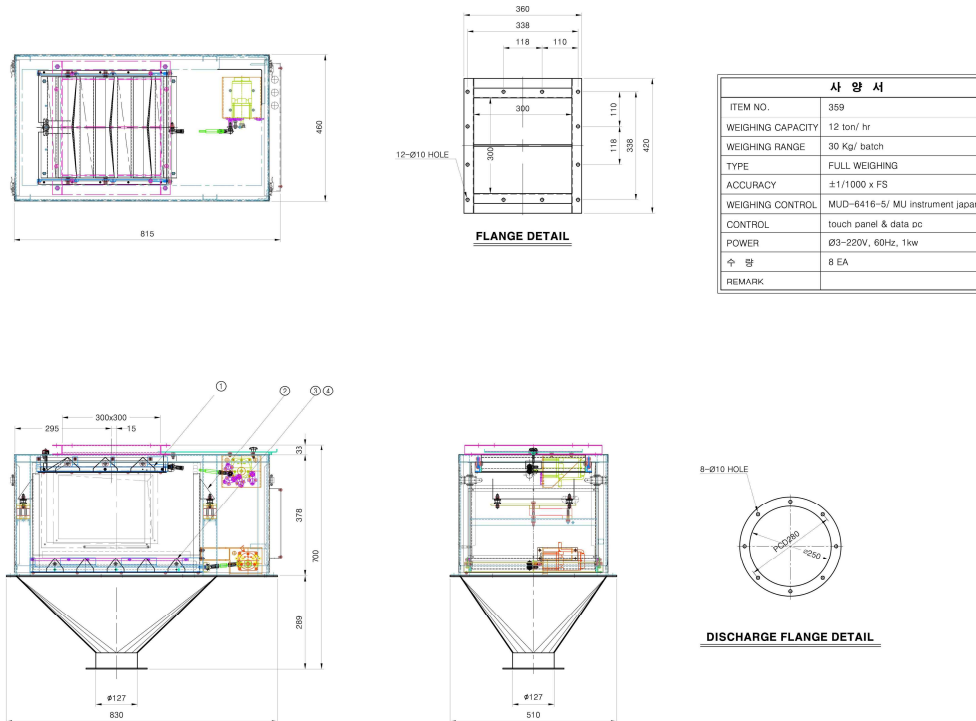 360
338
118 110
300
300
110
118
338
420
12-Ø10 HOLE
FLANGE DETAIL
460
815
사 양 서
ITEM NO. 359
WEIGHING CAPACITY 12 ton/ hr
WEIGHING RANGE 30 Kg/ batch
TYPE FULL WEIGHING
ACCURACY ±1/1000 x FS
WEIGHING CONTROL MUD-6416-5/ MU instrument japan
CONTROL touch panel & data pc
POWER Ø3-220V, 60Hz, 1kw
수 량 8 EA
REMARK
① ② ③ ④
300x300
295 15
33
378
700
289
Ø127
830
Ø127
510
8-Ø10 HOLE
PCD280
Ø250
DISCHARGE FLANGE DETAIL